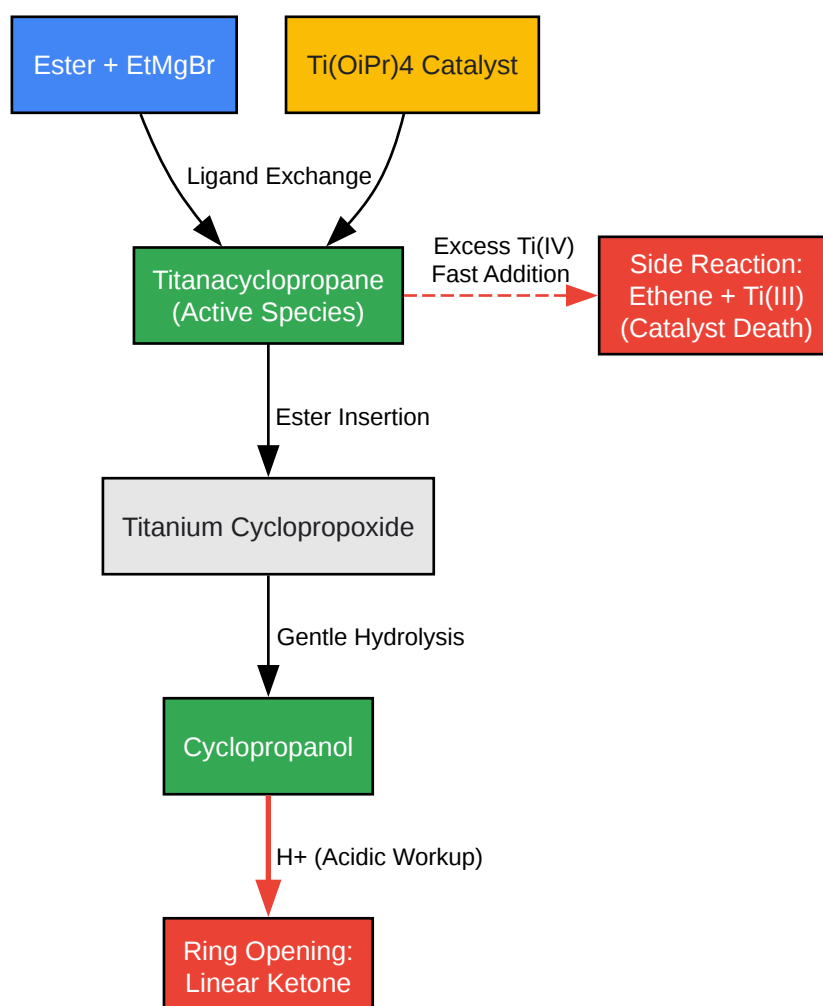 Ester + EtMgBr
Ti(OiPr)4 Catalyst
Ligand Exchange
Titanacyclopropane
(Active Species)
Excess Ti(IV)
Fast Addition
Side Reaction:
Ethene + Ti(III)
(Catalyst Death)
Ester Insertion
Titanium Cyclopropoxide
Gentle Hydrolysis
Cyclopropanol
H+ (Acidic Workup)
Ring Opening:
Linear Ketone